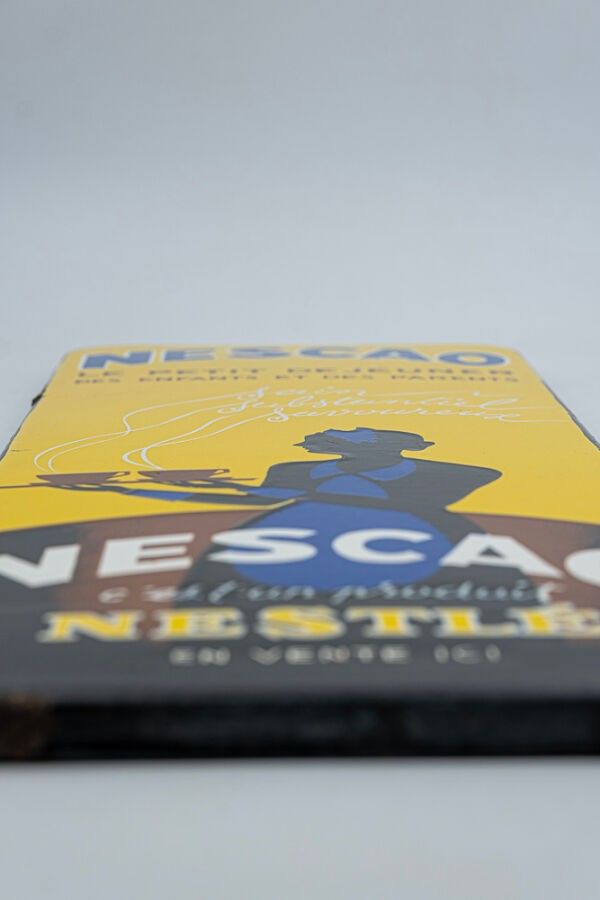 NESCAO
LE PETIT DEJEUNER
DES ENFANTS ET DES PARENTS
Substantiel
Savoureux
NESCAO
c'est un produit
NESTLÉ
EN VENTE ICI